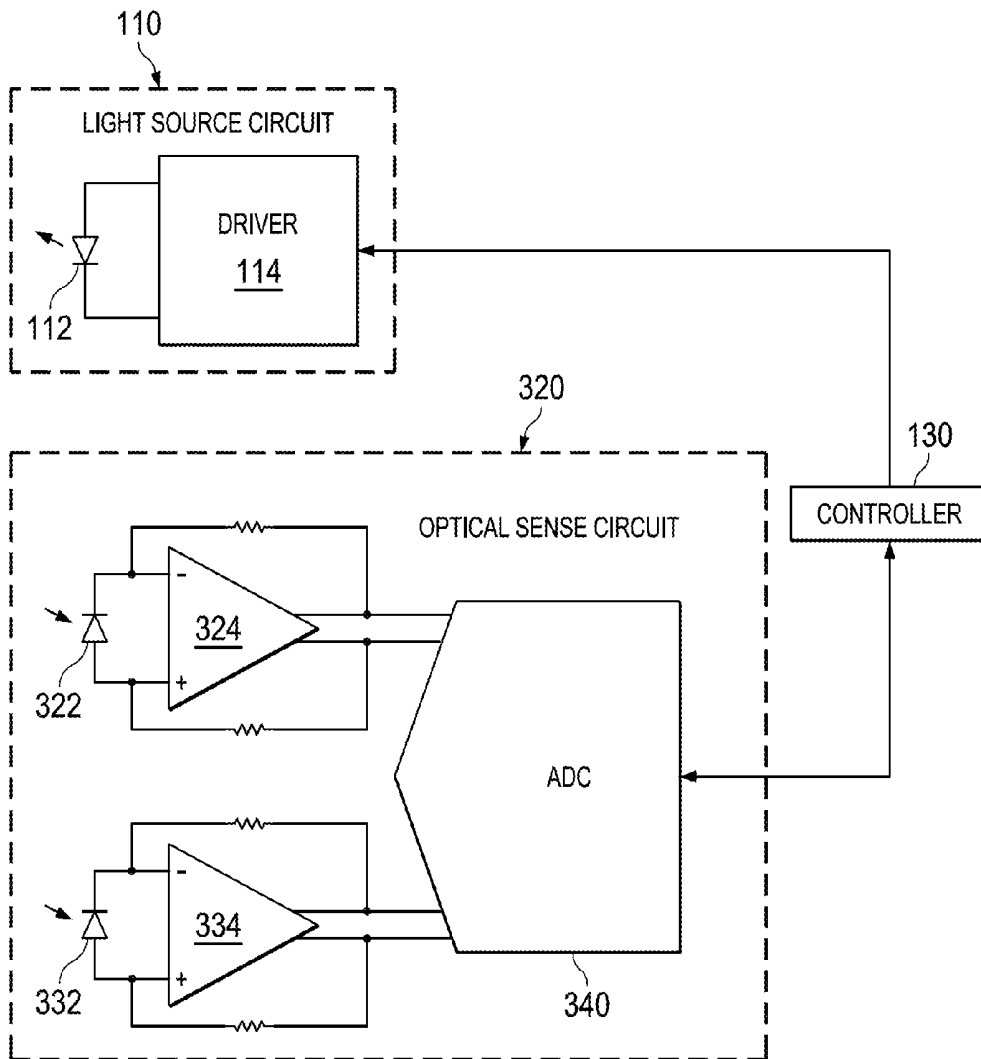 110
LIGHT SOURCE CIRCUIT
DRIVER
114
112
320
130
CONTROLLER
OPTICAL SENSE CIRCUIT
-
324
+
322
ADC
-
334
+
332
340